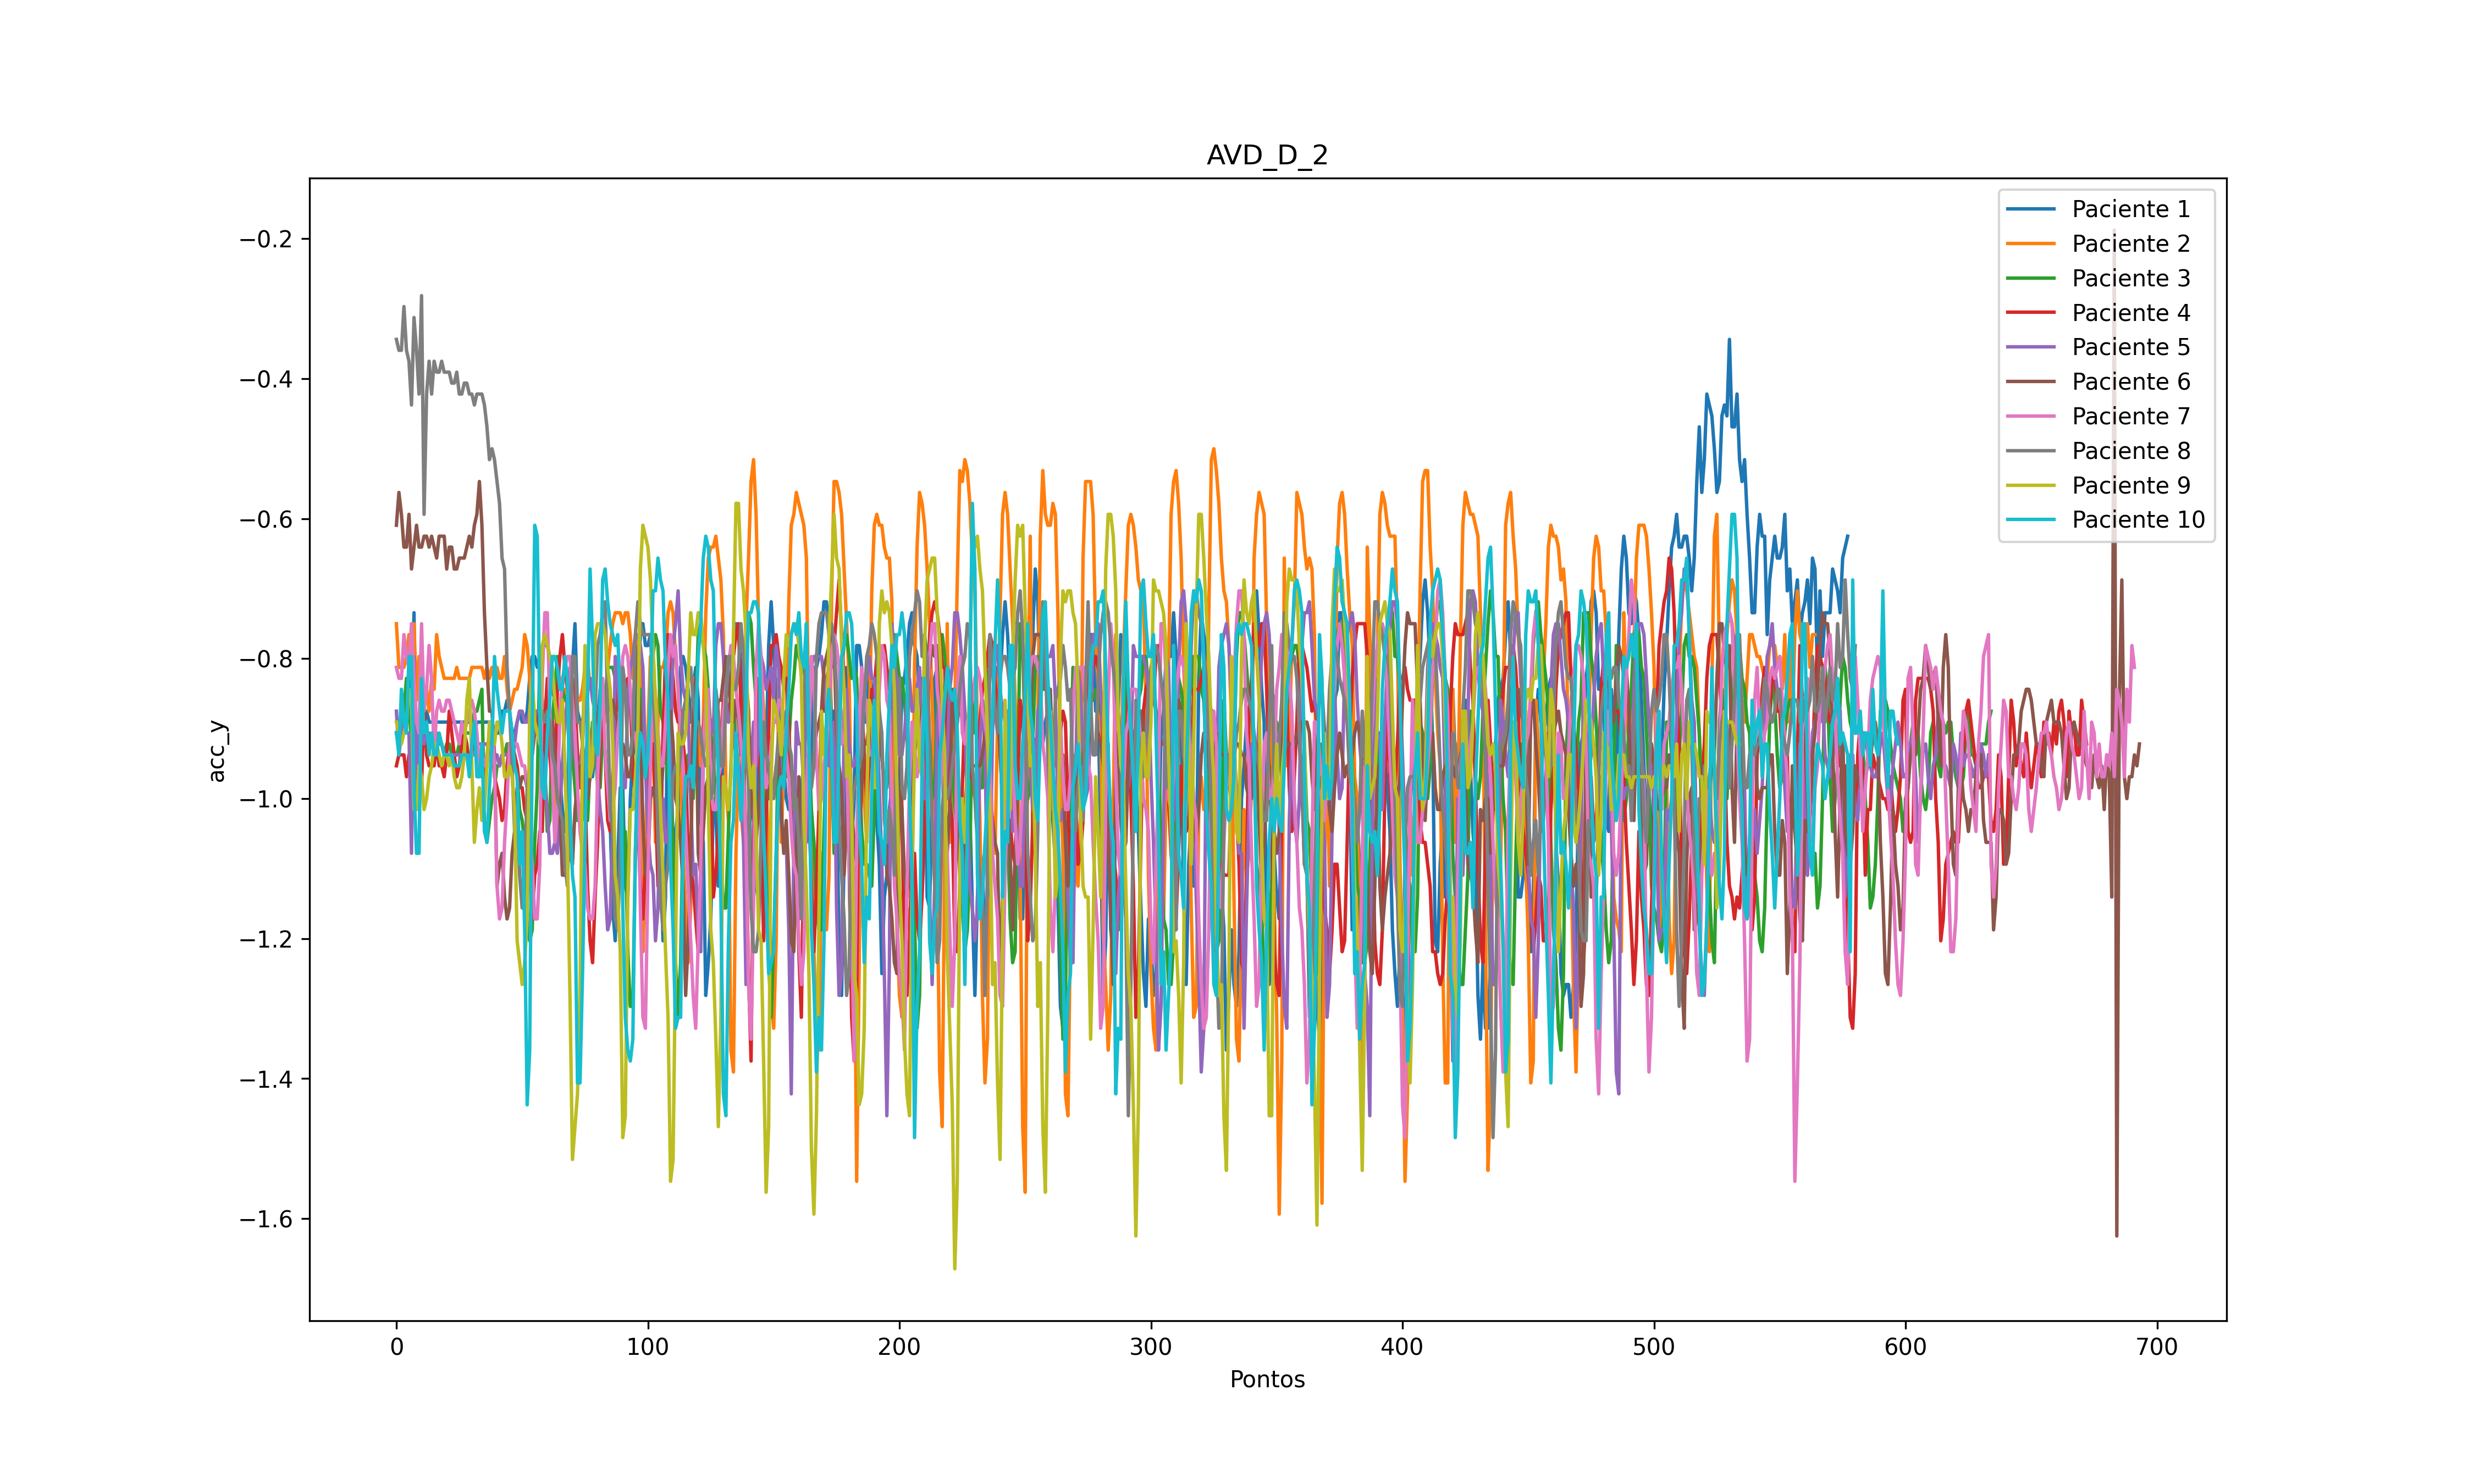 AVD_D_2
−0.2
−0.4
−0.6
−0.8
−1.0
−1.2
−1.4
−1.6
acc_y
0 100 200 300 400 500 600 700
Pontos
Paciente 1
Paciente 2
Paciente 3
Paciente 4
Paciente 5
Paciente 6
Paciente 7
Paciente 8
Paciente 9
Paciente 10